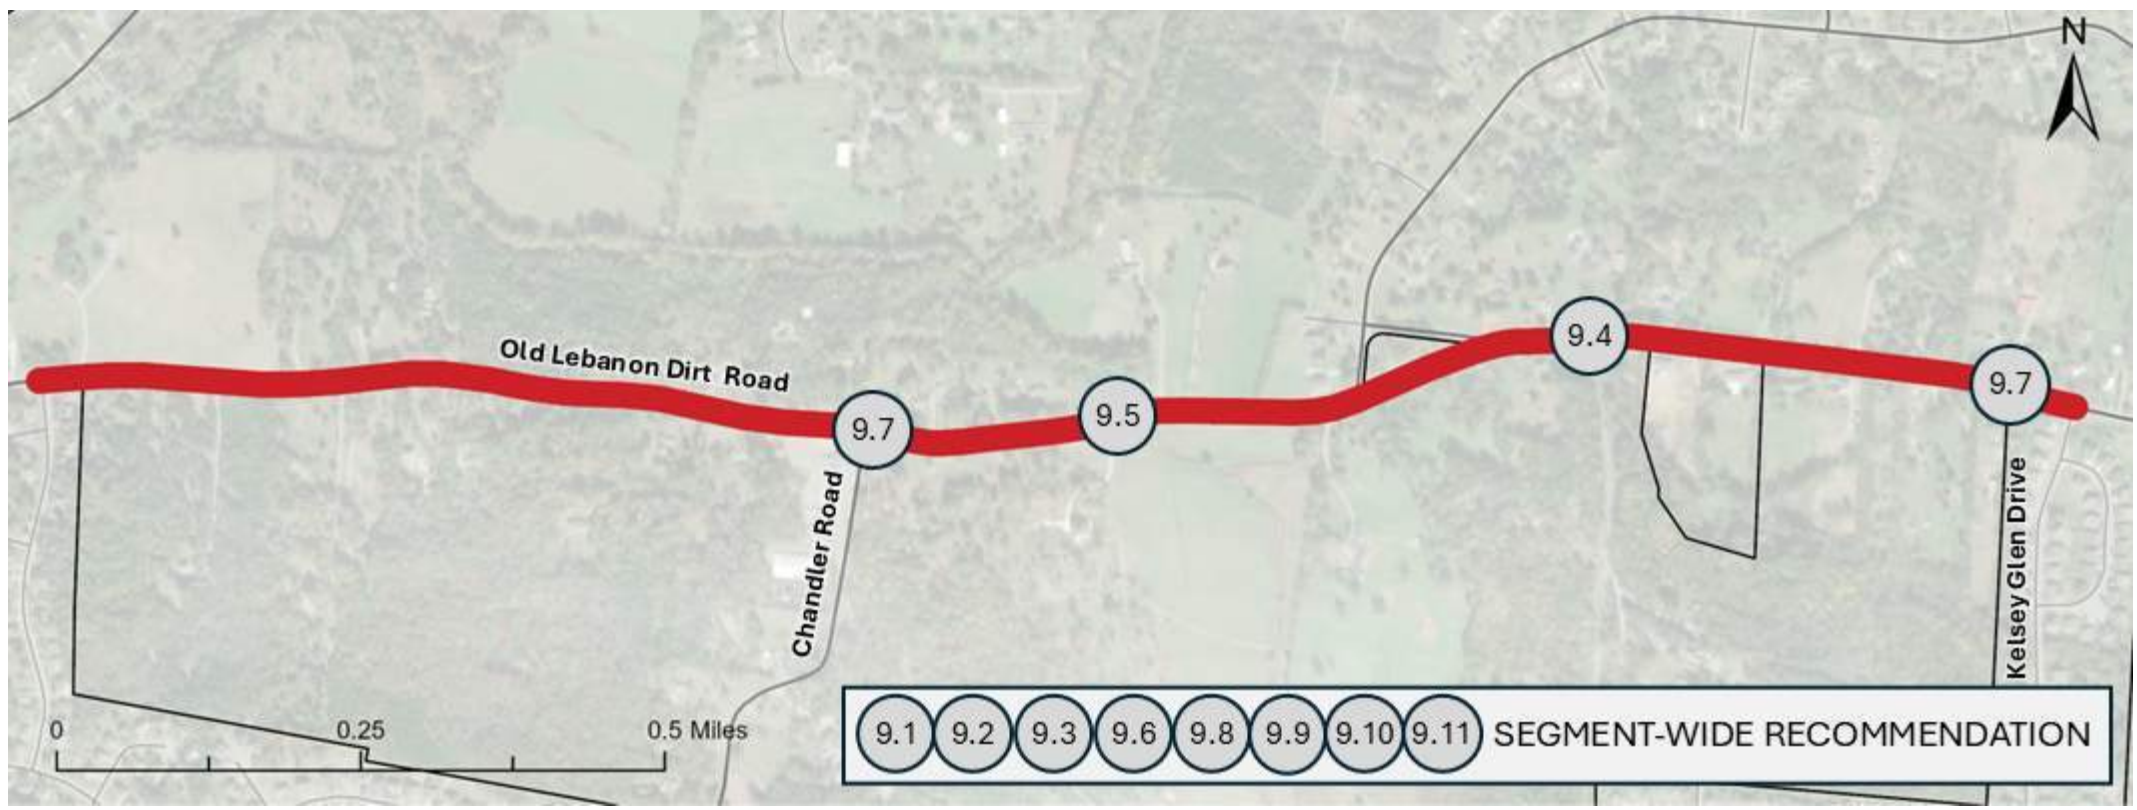 N
Old Lebanon Dirt Road
9.4
9.7
9.5
9.7
Chandler Road
Kelsey Glen Drive
0 0.25 0.5 Miles
9.1 9.2 9.3 9.6 9.8 9.9 9.10 9.11 SEGMENT-WIDE RECOMMENDATION